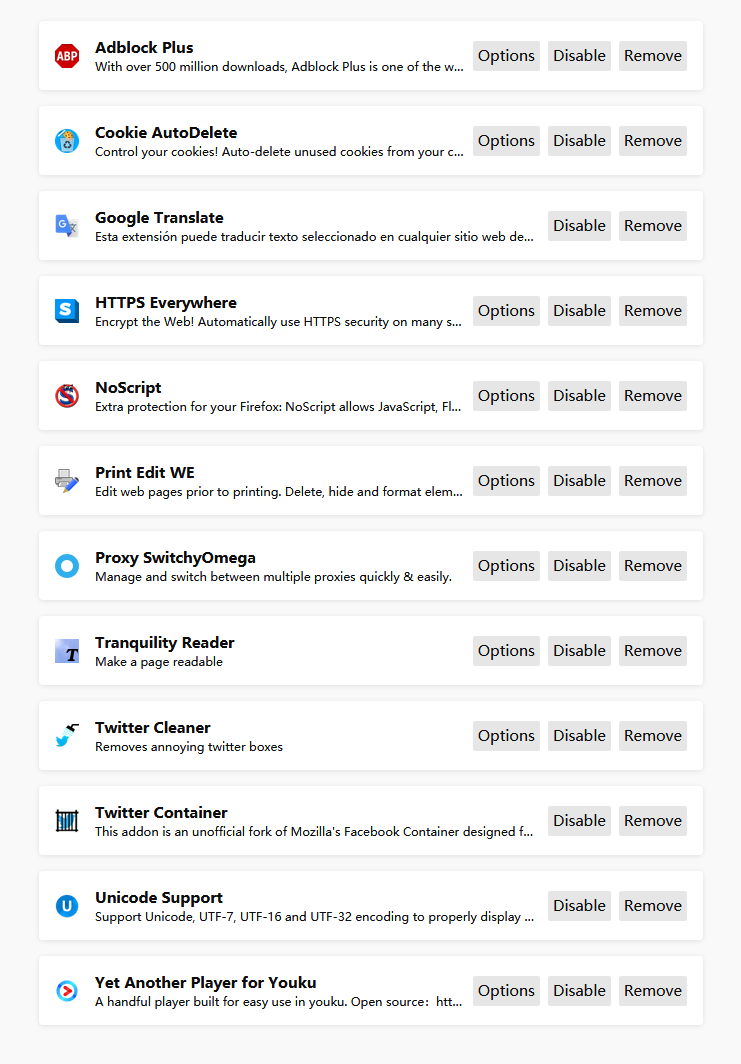 ABP
Adblock Plus
With over 500 million downloads, Adblock Plus is one of the w...
Options Disable Remove
Cookie AutoDelete
Control your cookies! Auto-delete unused cookies from your c...
Options Disable Remove
G
Google Translate
Esta extensión puede traducir texto seleccionado en cualquier sitio web de...
Disable Remove
S
HTTPS Everywhere
Encrypt the Web! Automatically use HTTPS security on many s...
Options Disable Remove
S
NoScript
Extra protection for your Firefox: NoScript allows JavaScript, Fl...
Options Disable Remove
Print Edit WE
Edit web pages prior to printing. Delete, hide and format elem...
Options Disable Remove
Proxy SwitchyOmega
Manage and switch between multiple proxies quickly & easily.
Options Disable Remove
T
Tranquility Reader
Make a page readable
Options Disable Remove
Twitter Cleaner
Removes annoying twitter boxes
Options Disable Remove
Twitter Container
This addon is an unofficial fork of Mozilla's Facebook Container designed f...
Disable Remove
U
Unicode Support
Support Unicode, UTF-7, UTF-16 and UTF-32 encoding to properly display ...
Disable Remove
Yet Another Player for Youku
A handful player built for easy use in youku. Open source：htt...
Options Disable Remove